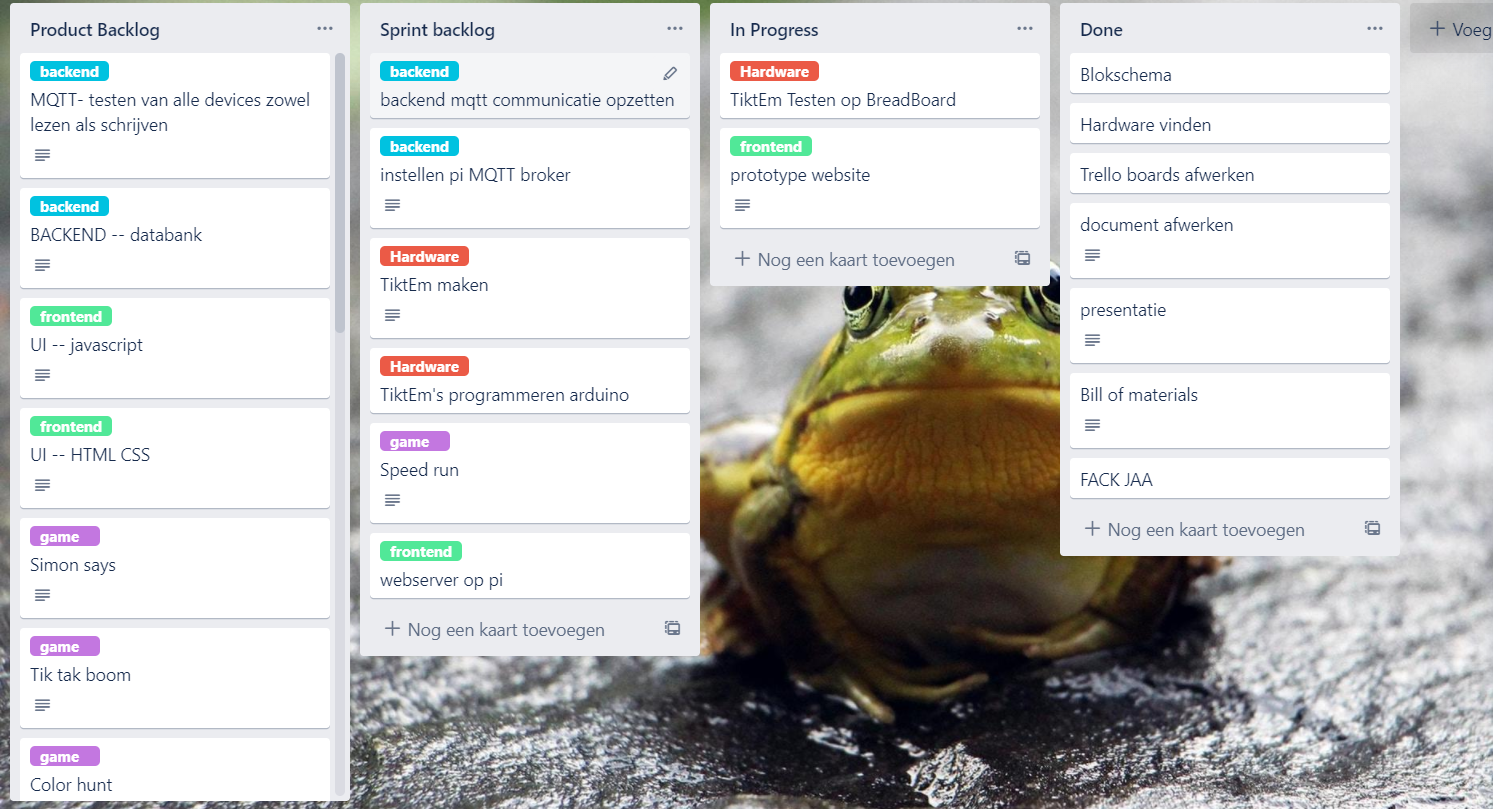 Product Backlog
backend
MQTT- testen van alle devices zowel
lezen als schrijven
backend
BACKEND -- databank
frontend
UI -- javascript
frontend
UI -- HTML CSS
game
Simon says
game
Tik tak boom
game
Color hunt
Sprint backlog
backend
backend mqtt communicatie opzetten
backend
instellen pi MQTT broker
Hardware
TiktEm maken
Hardware
TiktEm's programmeren arduino
game
Speed run
frontend
webserver op pi
+ Nog een kaart toevoegen
In Progress
Hardware
TiktEm Testen op BreadBoard
frontend
prototype website
+ Nog een kaart toevoegen
Done
Blokschema
Hardware vinden
Trello boards afwerken
document afwerken
presentatie
Bill of materials
FACK JAA
+ Nog een kaart toevoegen
+ Voeg